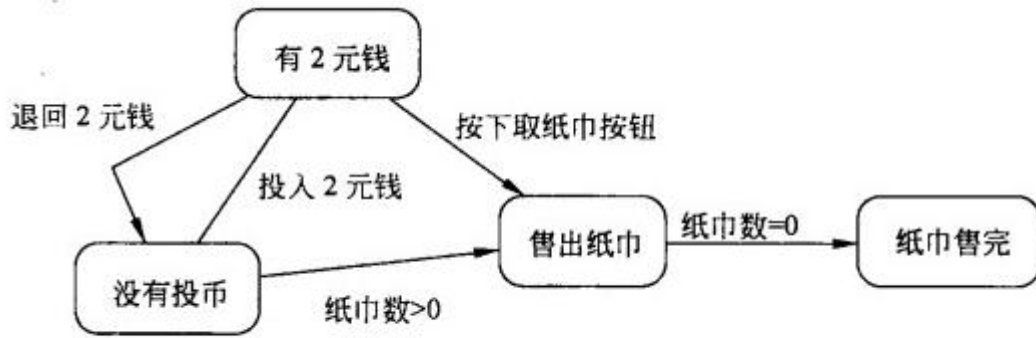 有2元钱
退回2元钱
按下取纸巾按钮
投入2元钱
售出纸巾
纸巾数=0
纸巾售完
没有投币
纸巾数>0